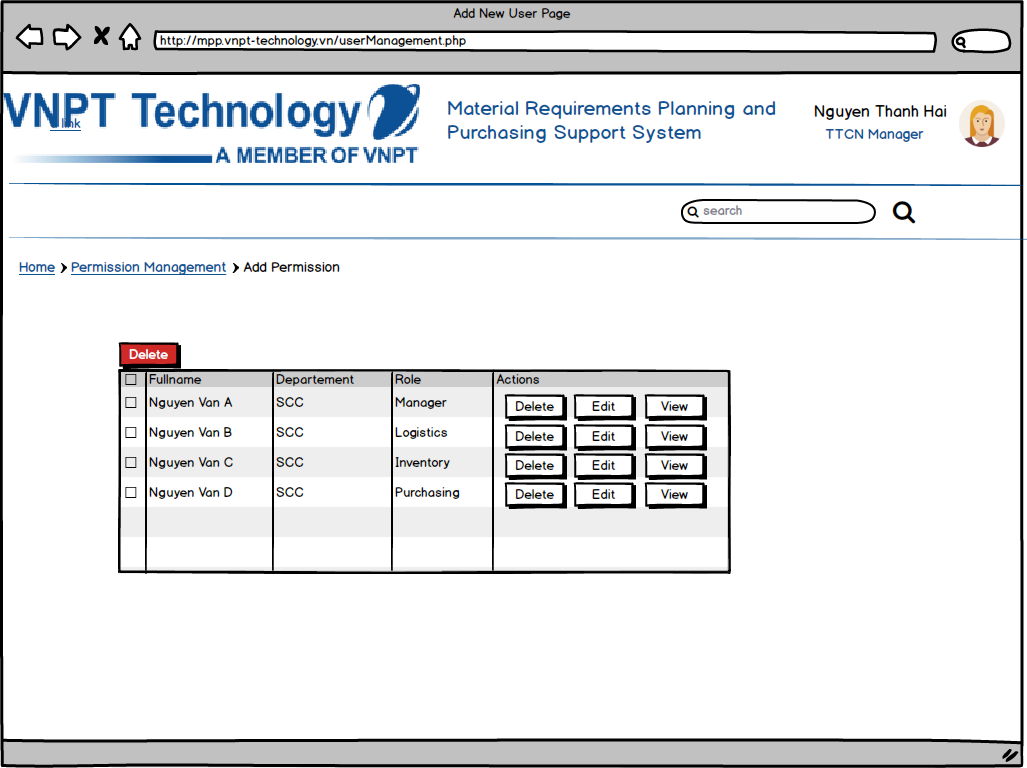 Add New User Page
http://mpp.vnpt-technology.vn/userManagement.php
VNPT Technology
link
A MEMBER OF VNPT
Material Requirements Planning and
Purchasing Support System
Nguyen Thanh Hai
TTCN Manager
search
Home Permission Management Add Permission
Delete
Fullname Departement Role Actions
Nguyen Van A SCC Manager Delete Edit View
Nguyen Van B SCC Logistics Delete Edit View
Nguyen Van C SCC Inventory Delete Edit View
Nguyen Van D SCC Purchasing Delete Edit View